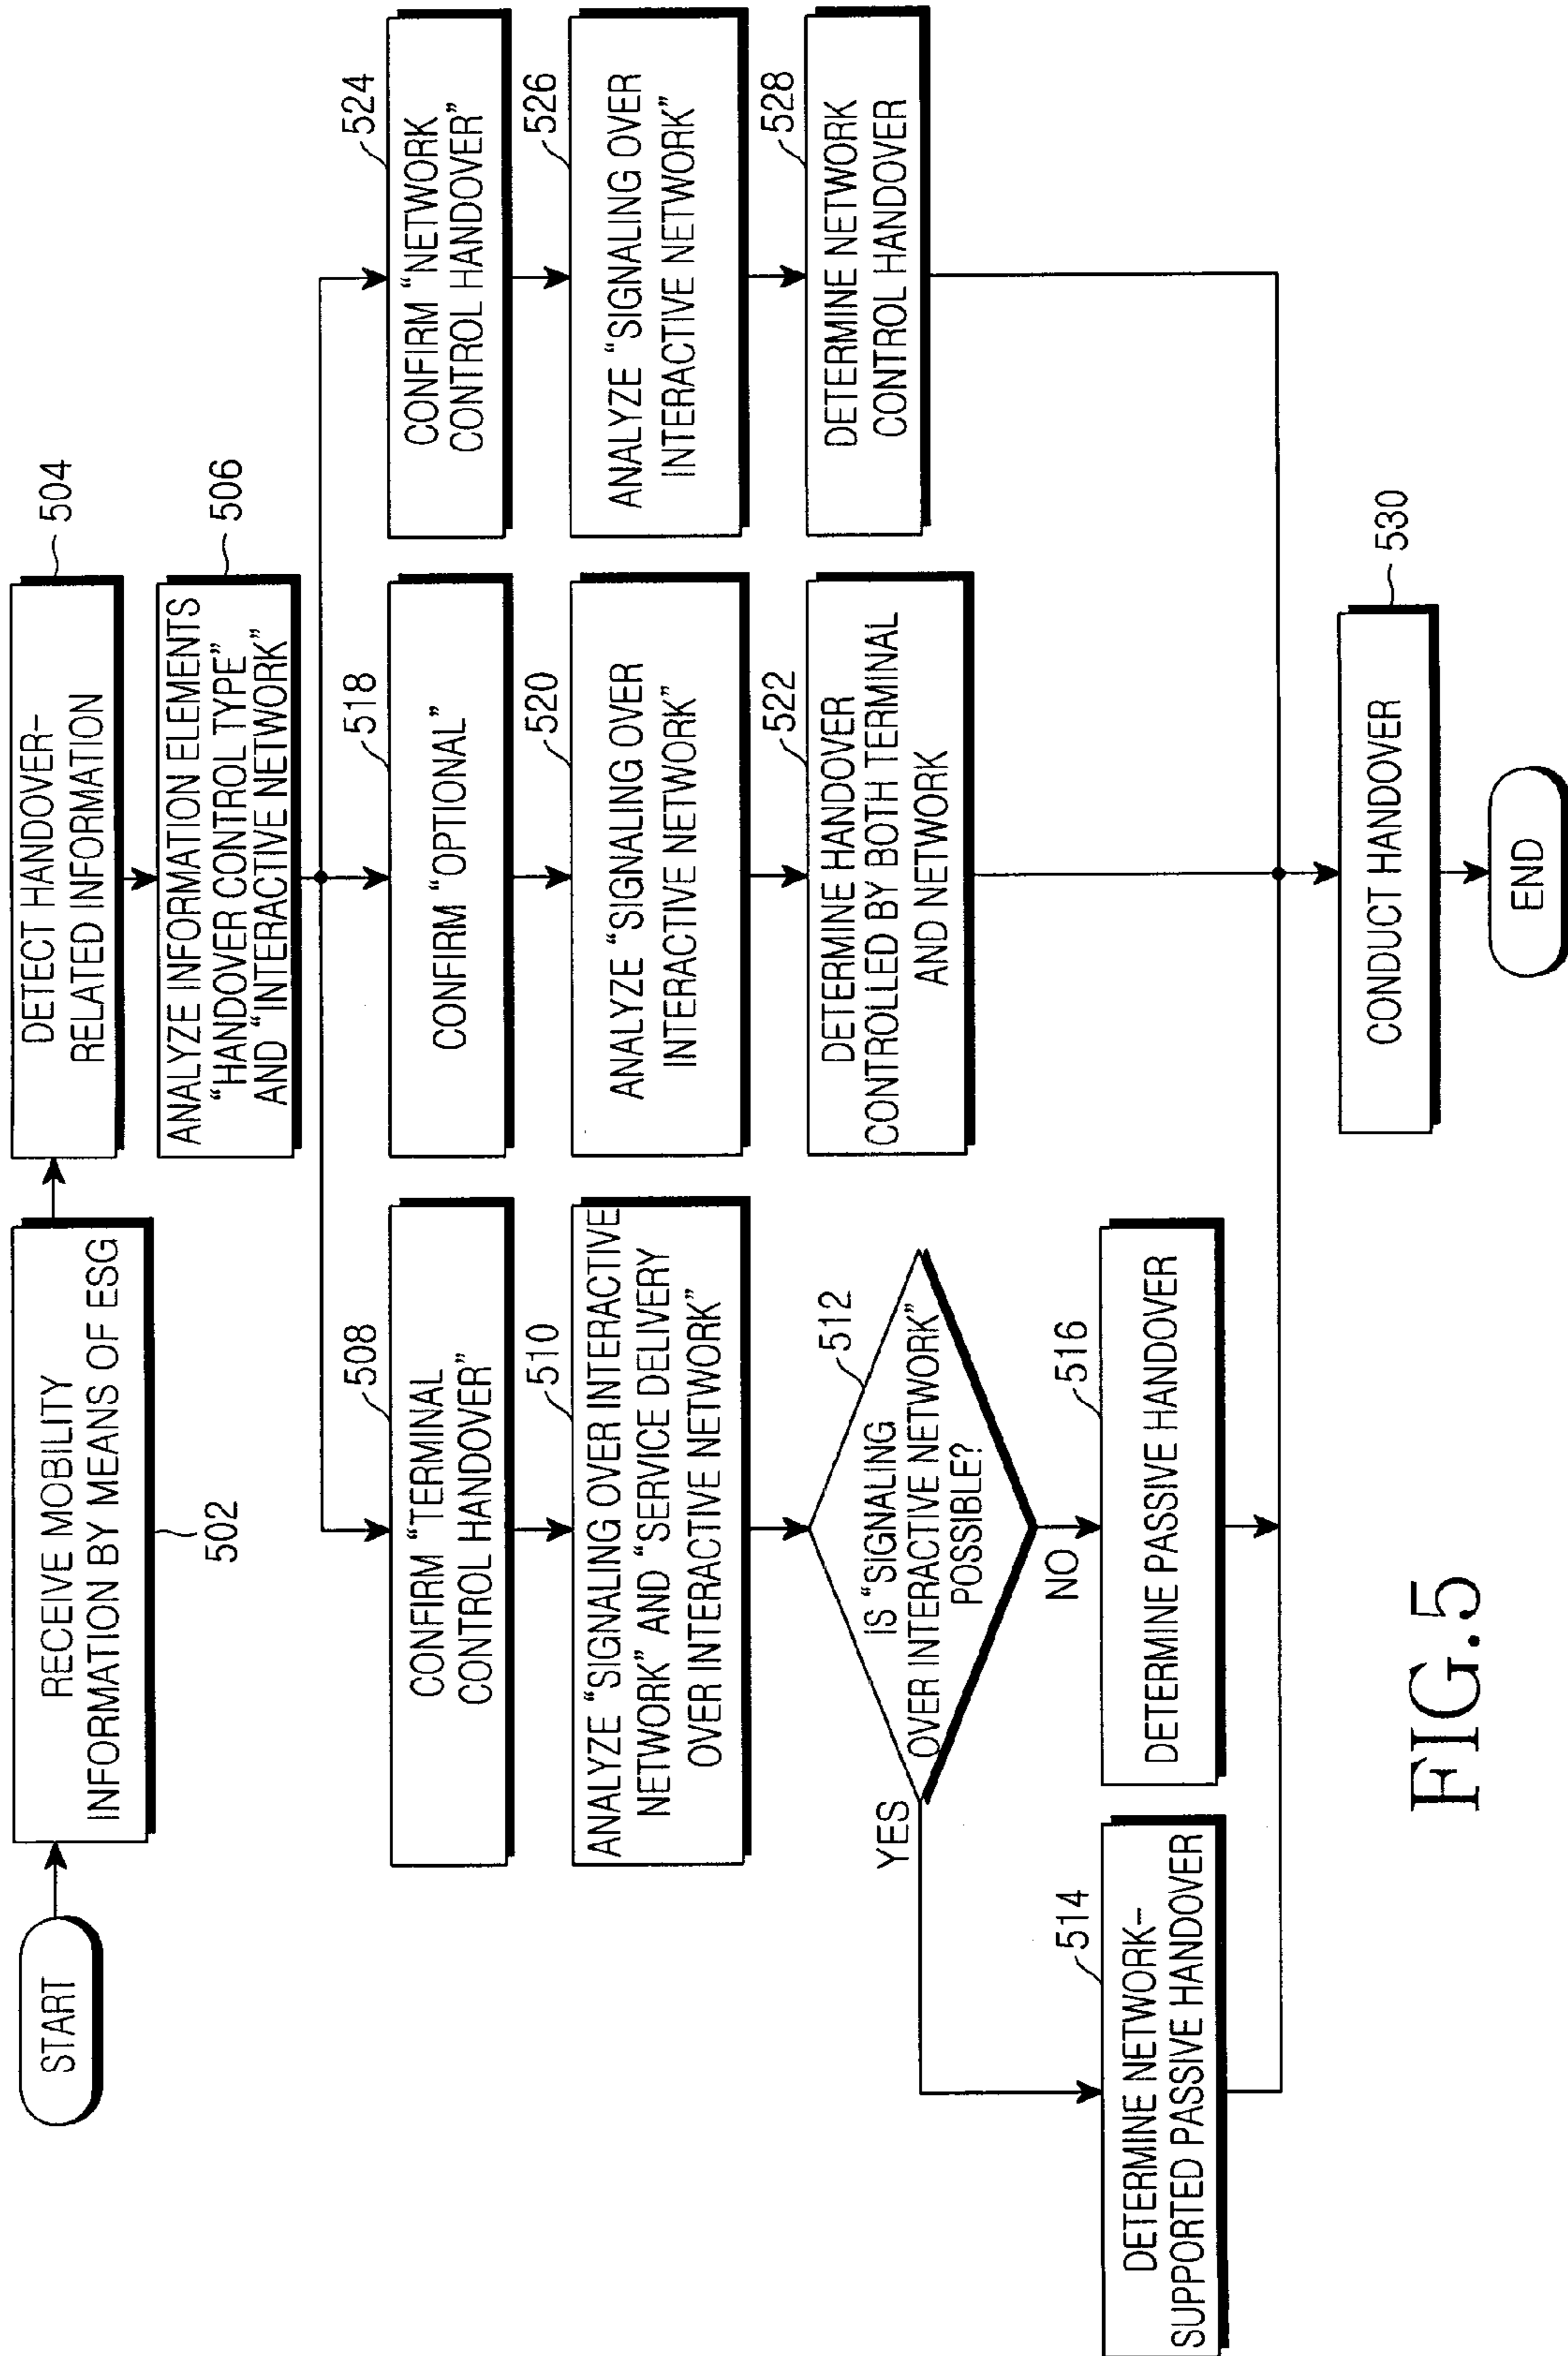 START
RECEIVE MOBILITY
INFORMATION BY MEANS OF ESG
502
DETECT HANDOVER-
RELATED INFORMATION
504
ANALYZE INFORMATION ELEMENTS
"HANDOVER CONTROL TYPE"
AND "INTERACTIVE NETWORK"
506
CONFIRM "TERMINAL
CONTROL HANDOVER"
508
ANALYZE "SIGNALING OVER INTERACTIVE
NETWORK" AND "SERVICE DELIVERY
OVER INTERACTIVE NETWORK"
510
IS "SIGNALING
OVER INTERACTIVE NETWORK"
POSSIBLE?
512
YES
NO
DETERMINE NETWORK-
SUPPORTED PASSIVE HANDOVER
514
DETERMINE PASSIVE HANDOVER
516
CONFIRM "OPTIONAL"
518
ANALYZE "SIGNALING OVER
INTERACTIVE NETWORK"
520
DETERMINE HANDOVER
CONTROLLED BY BOTH TERMINAL
AND NETWORK
522
CONFIRM "NETWORK
CONTROL HANDOVER"
524
ANALYZE "SIGNALING OVER
INTERACTIVE NETWORK"
526
DETERMINE NETWORK
CONTROL HANDOVER
528
CONDUCT HANDOVER
530
END
FIG.5